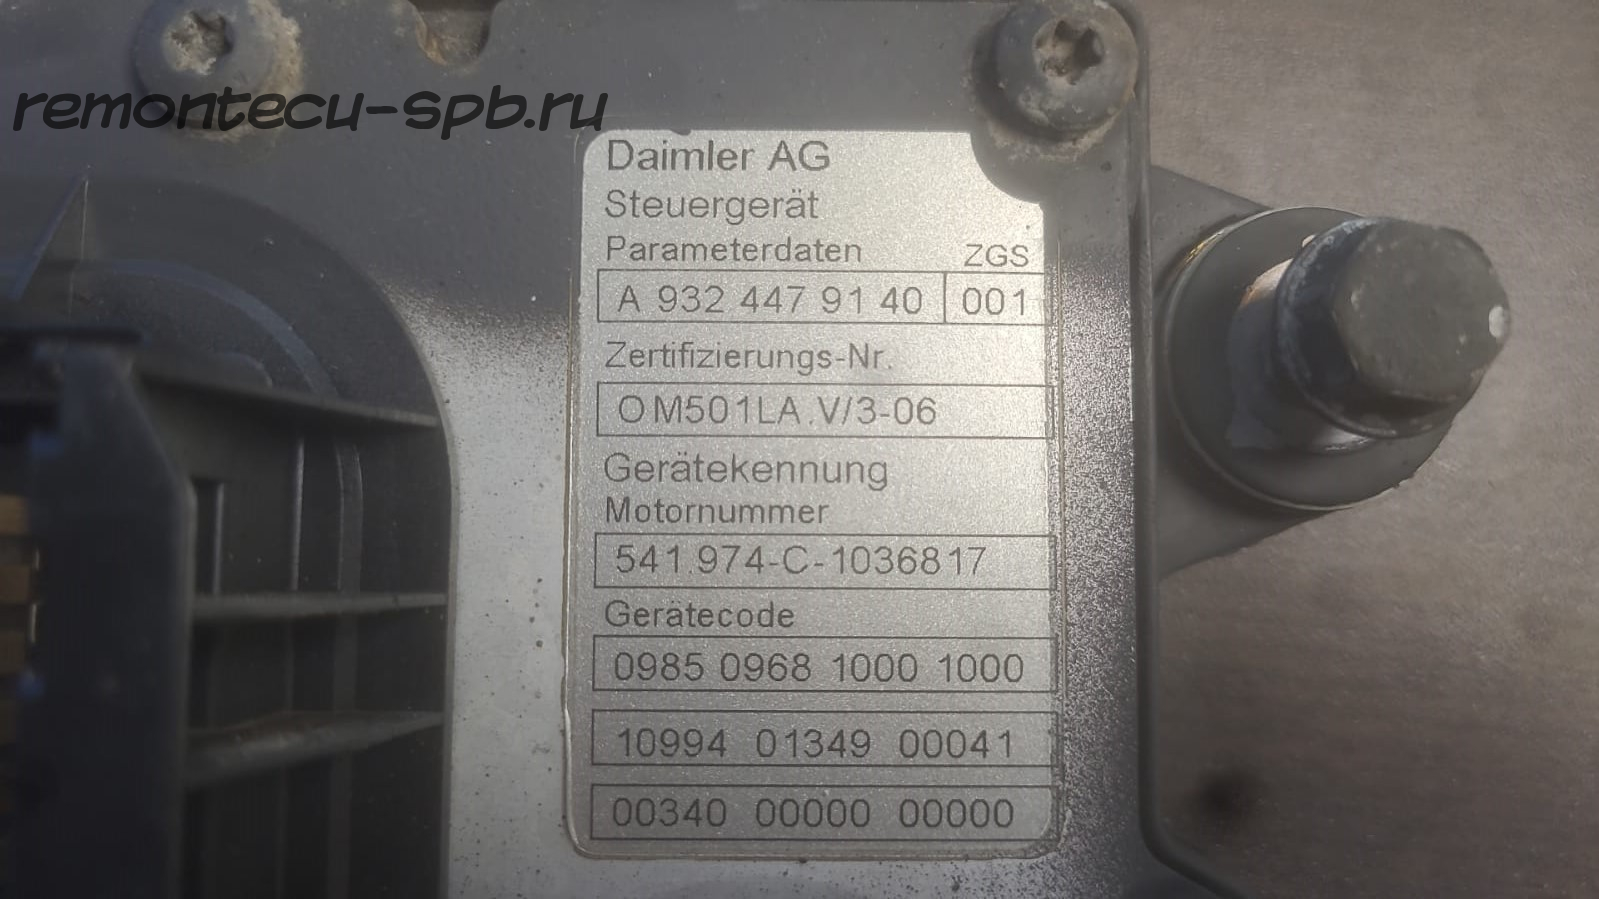 remontecu-spb.ru
Daimler AG
Steuergerät
Parameterdaten ZGS
A 932 447 91 40 001
Zertifizierungs-Nr.
OM501LA.V/3-06
Gerätekennung
Motornummer
541.974-C-1036817
Gerätecode
0985 0968 1000 1000
10994 01349 00041
00340 00000 00000